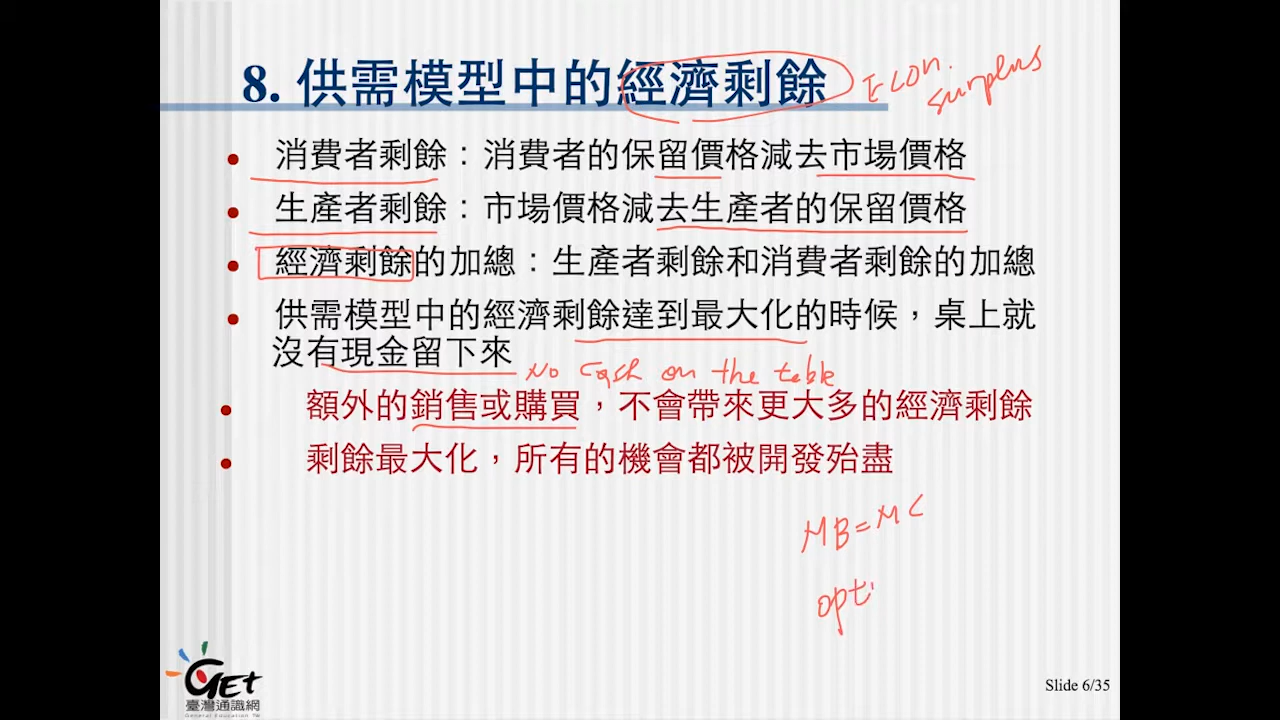 8. 供需模型中的經濟剩餘
Econ.
surplus
消費者剩餘：消費者的保留價格減去市場價格
生產者剩餘：市場價格減去生產者的保留價格
經濟剩餘的加總：生產者剩餘和消費者剩餘的加總
供需模型中的經濟剩餘達到最大化的時候，桌上就
沒有現金留下來
No cash on the table
額外的銷售或購買，不會帶來更大多的經濟剩餘
剩餘最大化，所有的機會都被開發殆盡
MB=MC
opti
GET
臺灣通識網
General Education TW
Slide 6/35